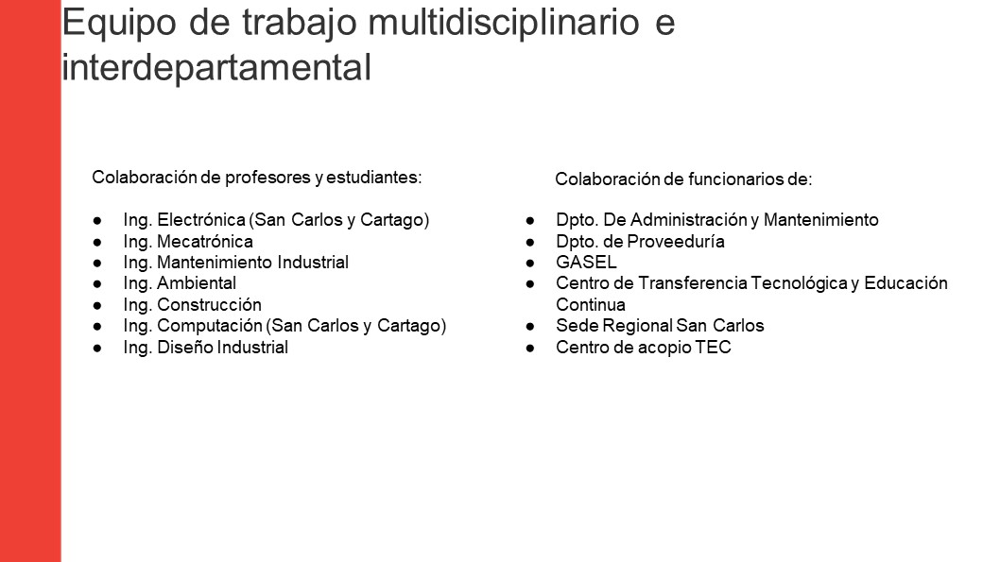 Equipo de trabajo multidisciplinario e
interdepartamental
Colaboración de profesores y estudiantes:
● Ing. Electrónica (San Carlos y Cartago)
● Ing. Mecatrónica
● Ing. Mantenimiento Industrial
● Ing. Ambiental
● Ing. Construcción
● Ing. Computación (San Carlos y Cartago)
● Ing. Diseño Industrial
Colaboración de funcionarios de:
● Dpto. De Administración y Mantenimiento
● Dpto. de Proveeduría
● GASEL
● Centro de Transferencia Tecnológica y Educación
Continua
● Sede Regional San Carlos
● Centro de acopio TEC